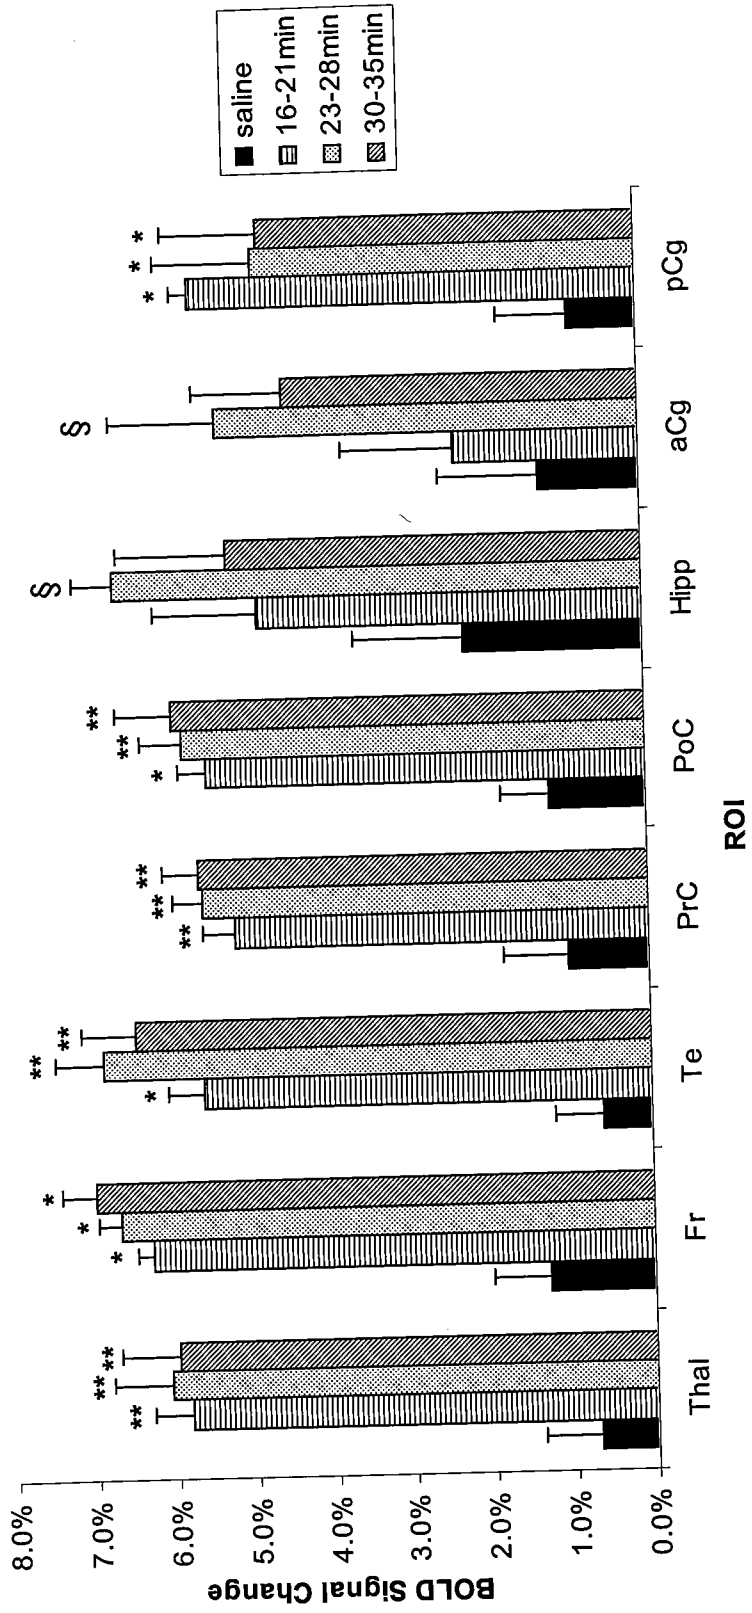 BOLD Signal Change
8.0%
7.0%
6.0%
5.0%
4.0%
3.0%
2.0%
1.0%
0.0%
** ** **
* * *
* ** **
** ** **
* ** **
§
§
* * *
Thal Fr Te PrC PoC Hipp aCg pCg
ROI
saline
16-21min
23-28min
30-35min